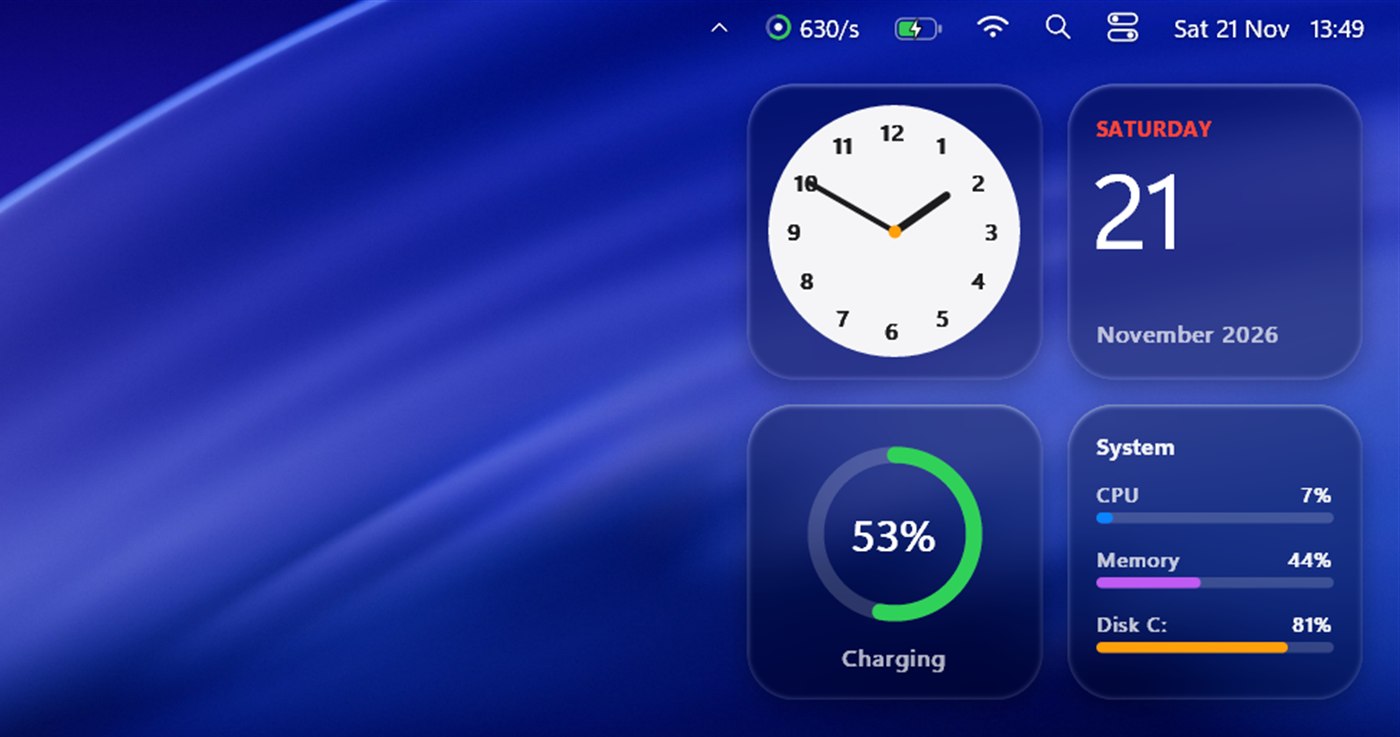 630/s
Sat 21 Nov 13:49
12
1
2
3
4
5
6
7
8
9
10
11
SATURDAY
21
November 2026
53%
Charging
System
CPU 7%
Memory 44%
Disk C: 81%